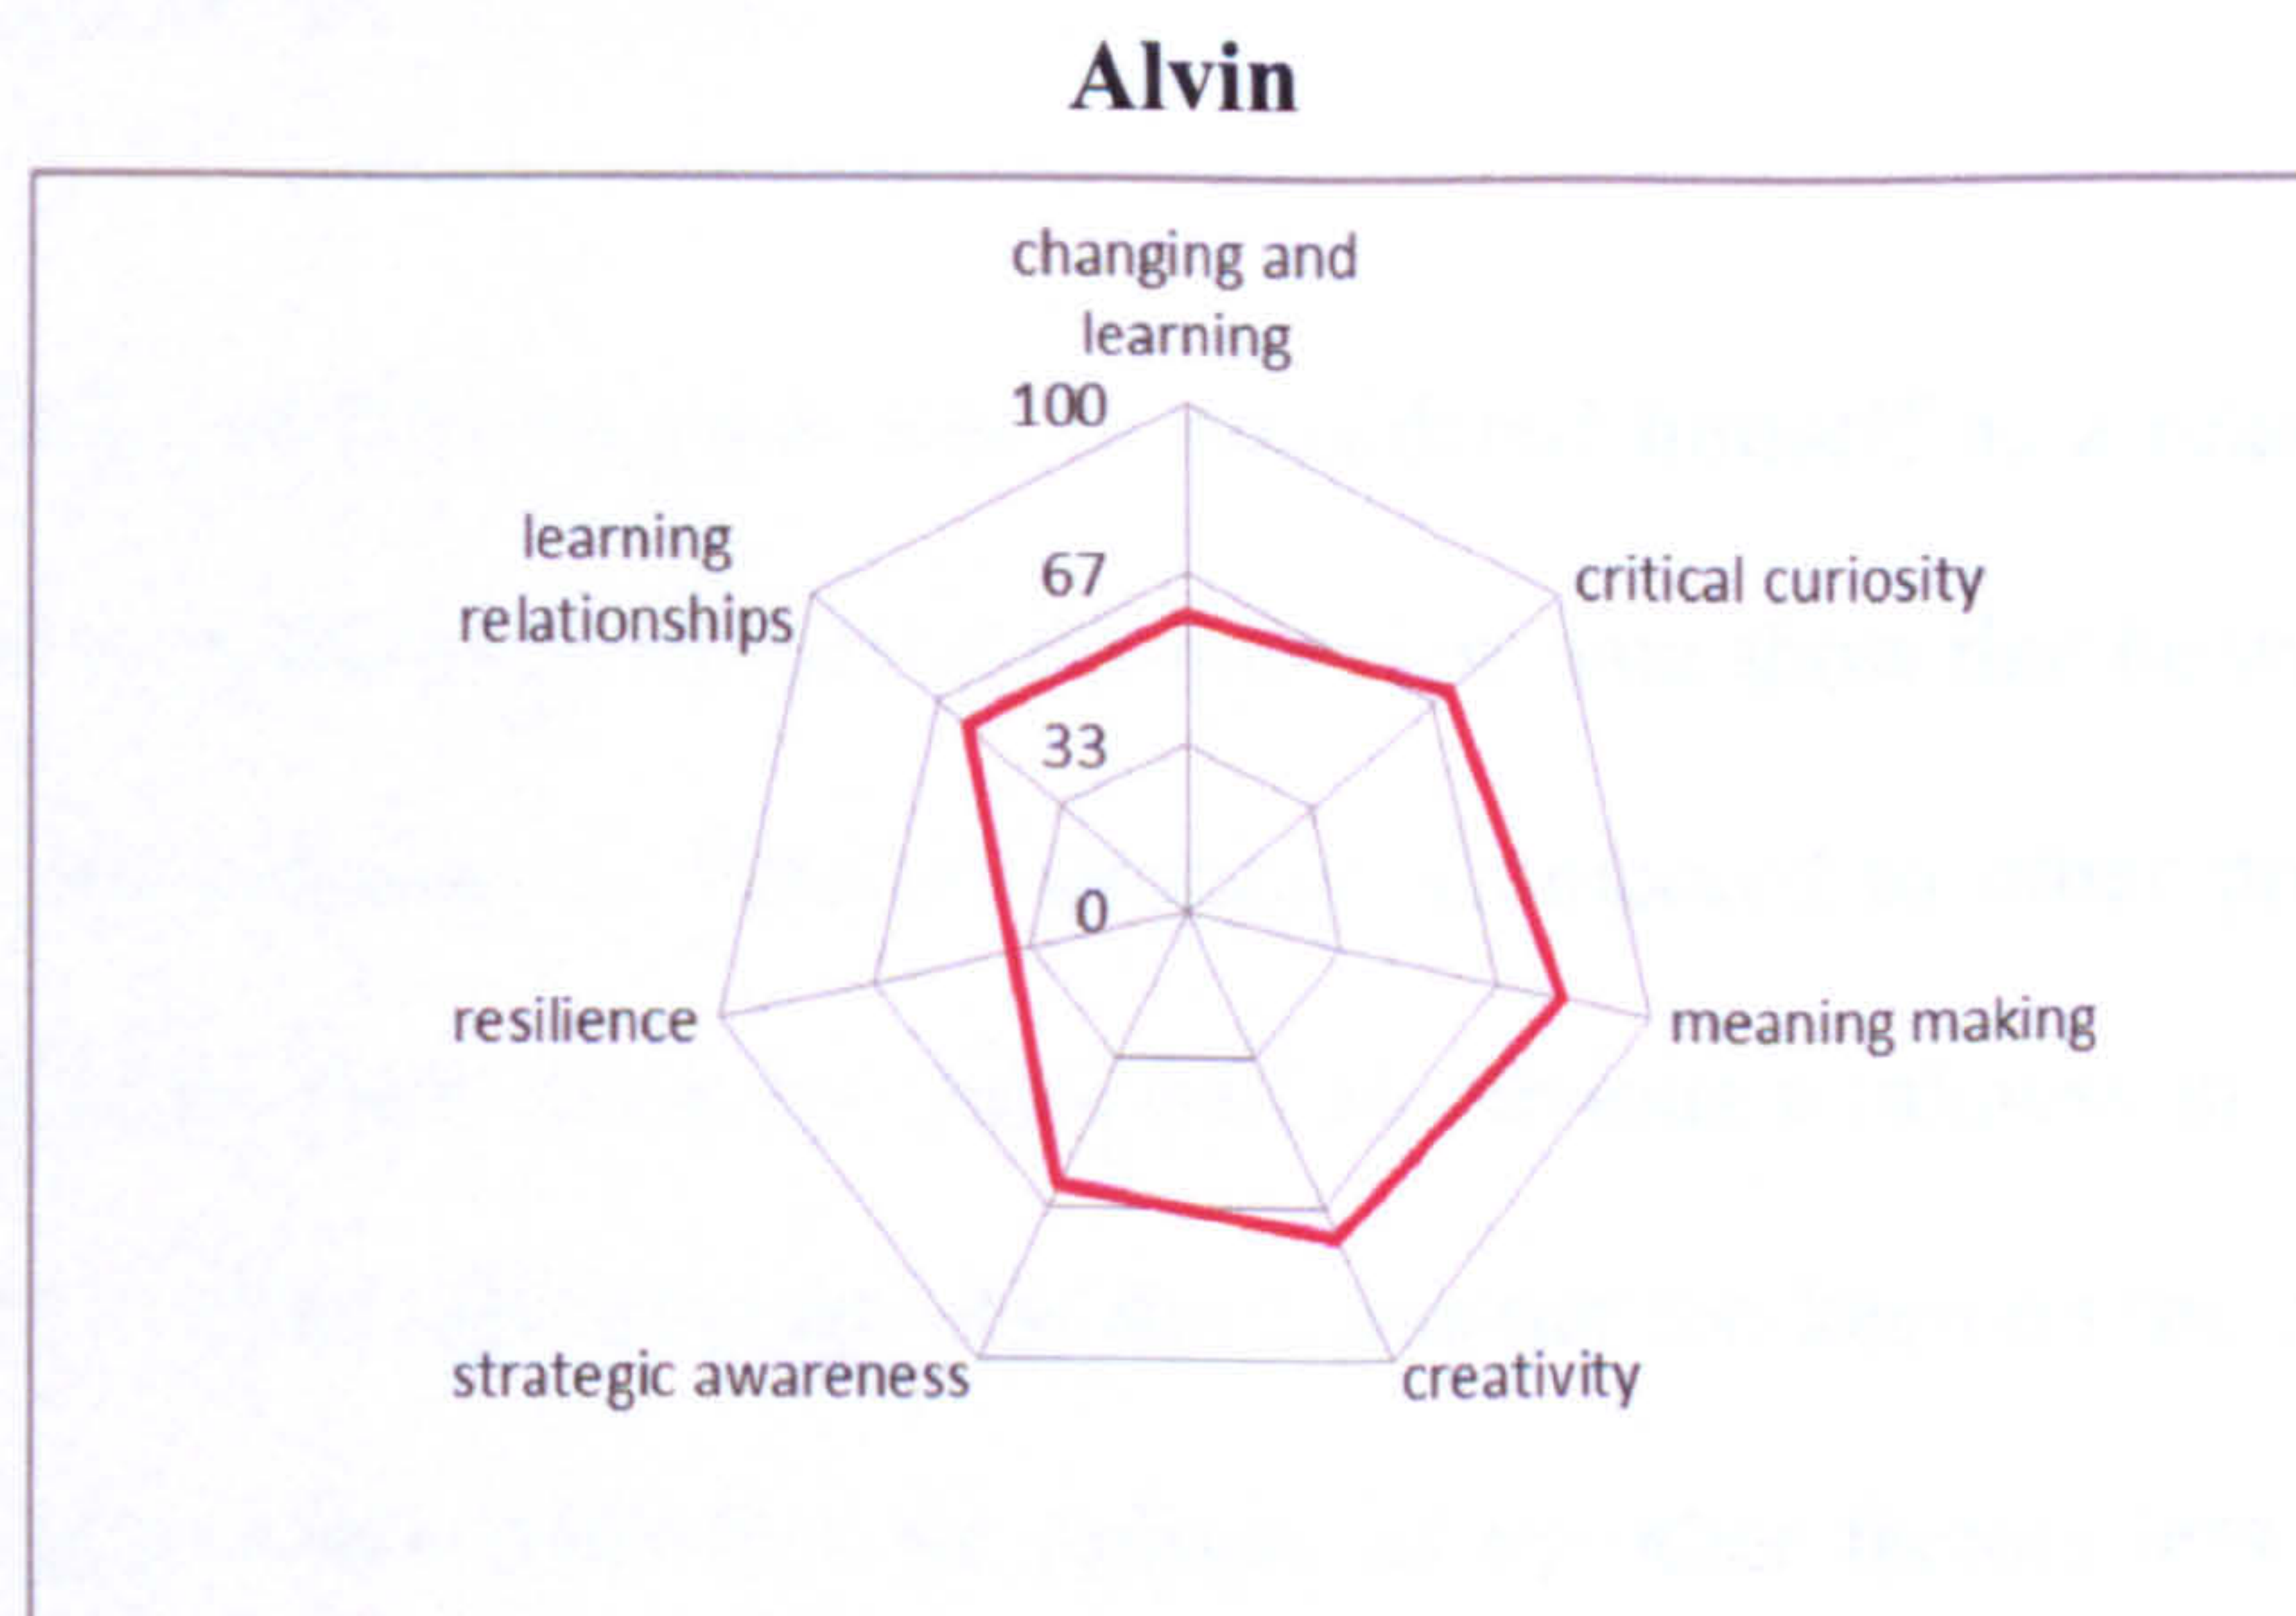 Alvin
changing and
learning
100
learning
relationships
67
critical curiosity
33
0
resilience
meaning making
strategic awareness
creativity